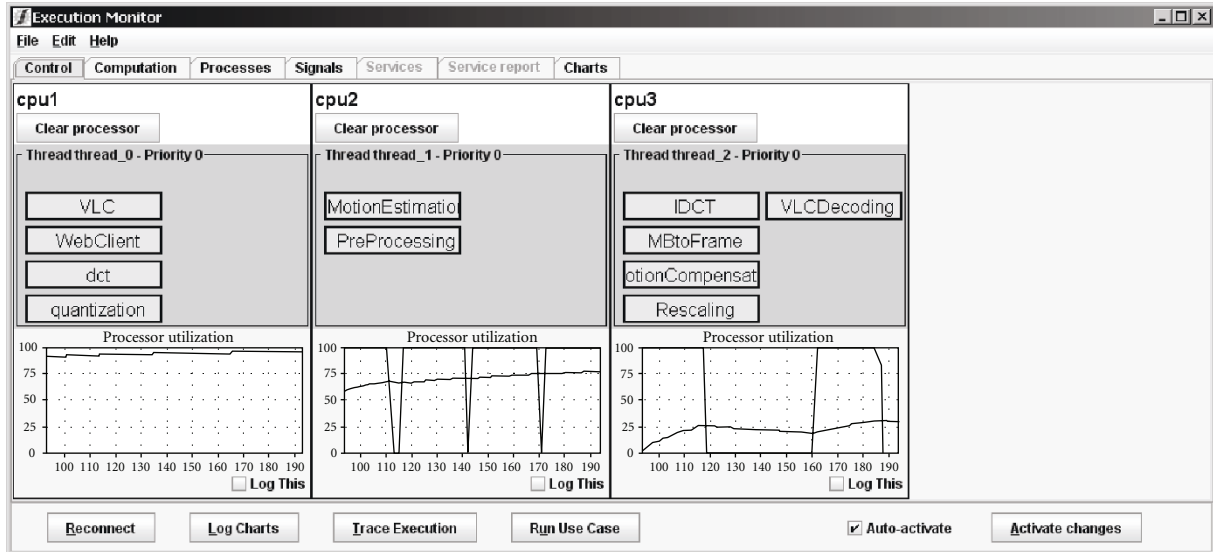 Execution Monitor
File Edit Help
Control Computation Processes Signals Services Service report Charts
cpu1
Clear processor
Thread thread_0 - Priority 0
VLC
WebClient
dct
quantization
Processor utilization
100
75
50
25
0
100 110 120 130 140 150 160 170 180 190
Log This
cpu2
Clear processor
Thread thread_1 - Priority 0
MotionEstimation
PreProcessing
Processor utilization
100
75
50
25
0
100 110 120 130 140 150 160 170 180 190
Log This
cpu3
Clear processor
Thread thread_2 - Priority 0
IDCT VLCDecoding
MBtoFrame
otionCompensat
Rescaling
Processor utilization
100
75
50
25
0
100 110 120 130 140 150 160 170 180 190
Log This
Reconnect Log Charts Trace Execution Run Use Case Auto-activate Activate changes